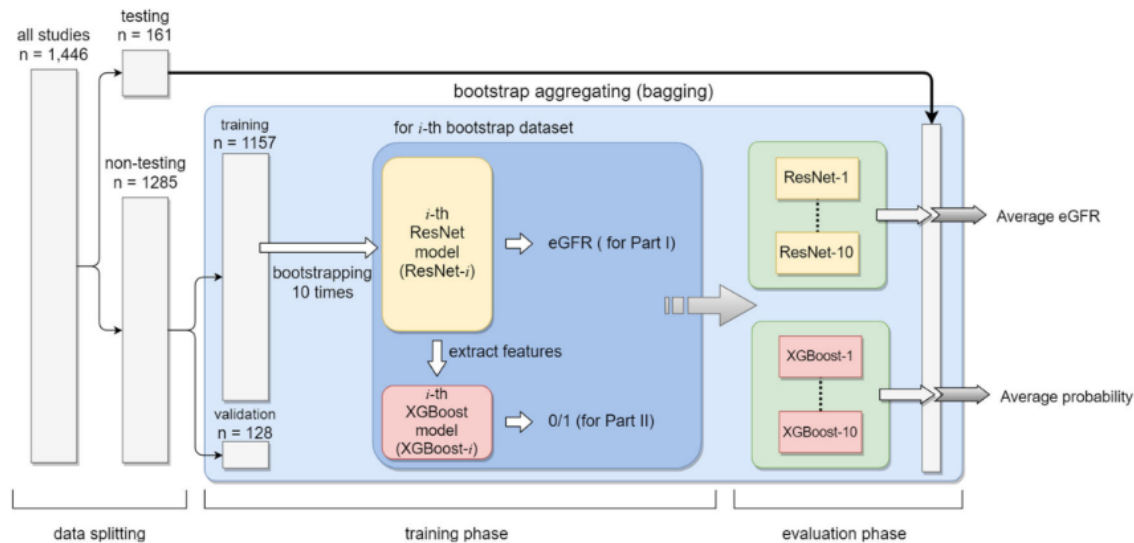 all studies
n = 1,446
testing
n = 161
non-testing
n = 1285
bootstrap aggregating (bagging)
training
n = 1157
validation
n = 128
bootstrapping
10 times
for i-th bootstrap dataset
i-th
ResNet
model
(ResNet-i)
eGFR ( for Part I)
extract features
i-th
XGBoost
model
(XGBoost-i)
0/1 (for Part II)
ResNet-1
ResNet-10
Average eGFR
XGBoost-1
XGBoost-10
Average probability
data splitting
training phase
evaluation phase